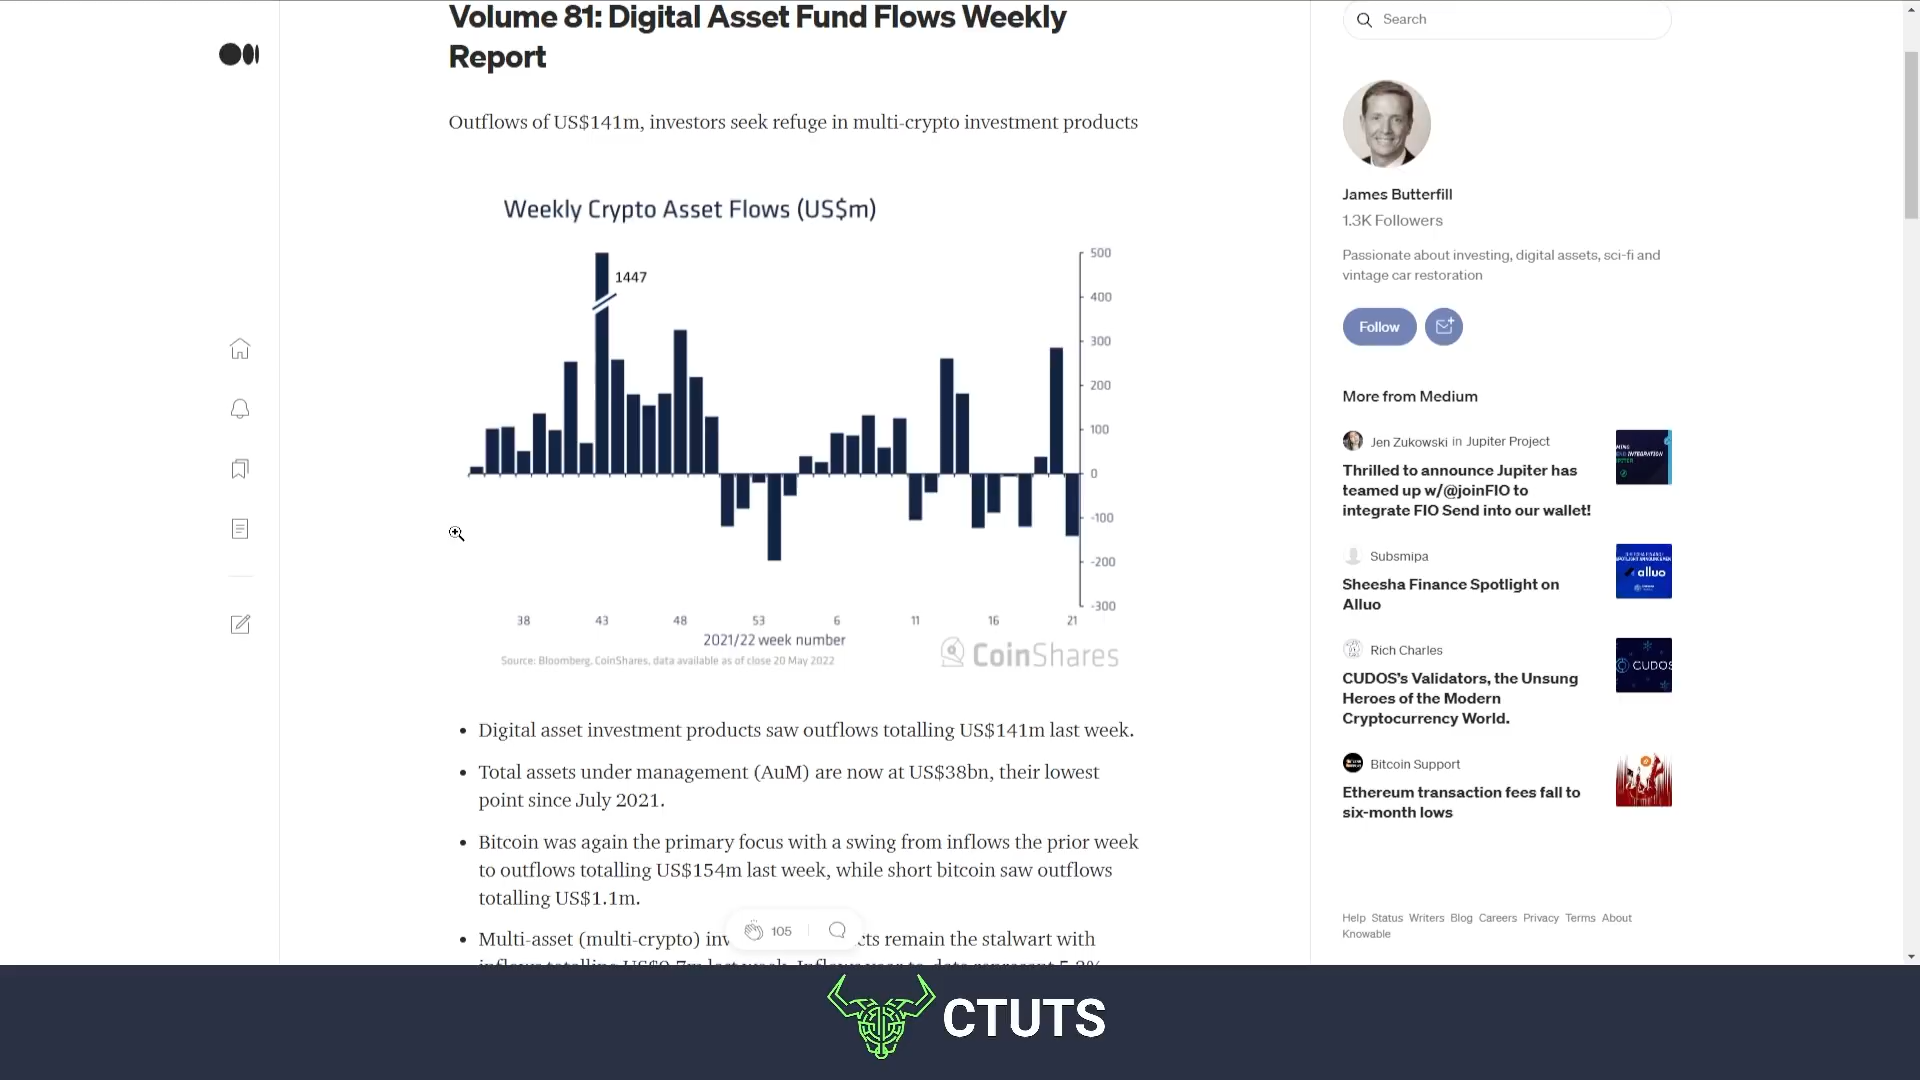 Volume 81: Digital Asset Fund Flows Weekly
Report
Outflows of US$141m, investors seek refuge in multi-crypto investment products
Weekly Crypto Asset Flows (US$m)
1447
500
400
300
200
100
0
-100
-200
-300
38 43 48 53 6 11 16 21
2021/22 week number
Source: Bloomberg, CoinShares, data available as of close 20 May 2022
CoinShares
Digital asset investment products saw outflows totalling US$141m last week.
Total assets under management (AuM) are now at US$38bn, their lowest
point since July 2021.
Bitcoin was again the primary focus with a swing from inflows the prior week
to outflows totalling US$154m last week, while short bitcoin saw outflows
totalling US$1.1m.
Multi-asset (multi-crypto) remain the stalwart with
105
Search
James Butterfill
1.3K Followers
Passionate about investing, digital assets, sci-fi and
vintage car restoration
Follow
More from Medium
Jen Zukowski in Jupiter Project
Thrilled to announce Jupiter has
teamed up w/@joinFIO to
integrate FIO Send into our wallet!
Subsmipa
Sheesha Finance Spotlight on
Alluo
alluo
Rich Charles
CUDOS's Validators, the Unsung
Heroes of the Modern
Cryptocurrency World.
CUDOS
Bitcoin Support
Ethereum transaction fees fall to
six-month lows
Help Status Writers Blog Careers Privacy Terms About
Knowable
CTUTS